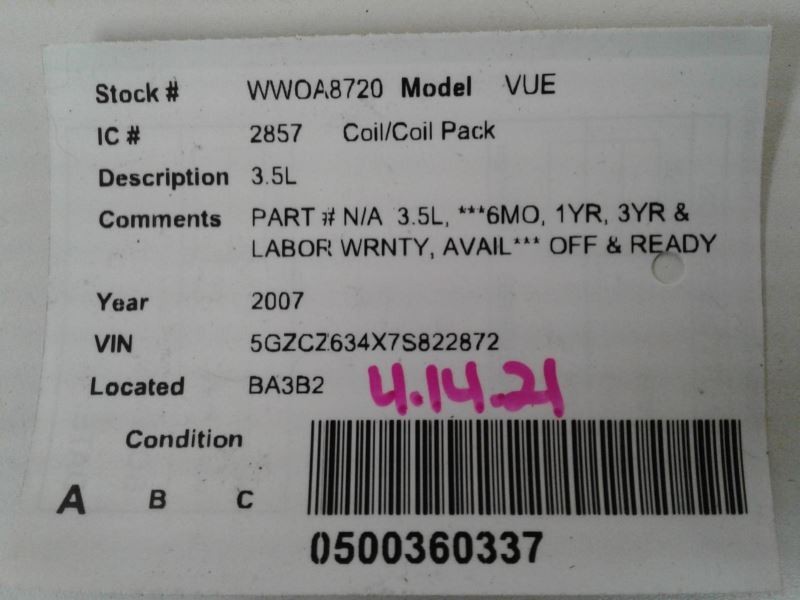 Stock # WWOA8720 Model VUE
IC # 2857 Coil/Coil Pack
Description 3.5L
Comments PART # N/A 3.5L, ***6MO, 1YR, 3YR &
LABOR WRNTY, AVAIL*** OFF & READY
Year 2007
VIN 5GZCZ634X7S822872
Located BA3B2 4.14.21
Condition
A B C
0500360337